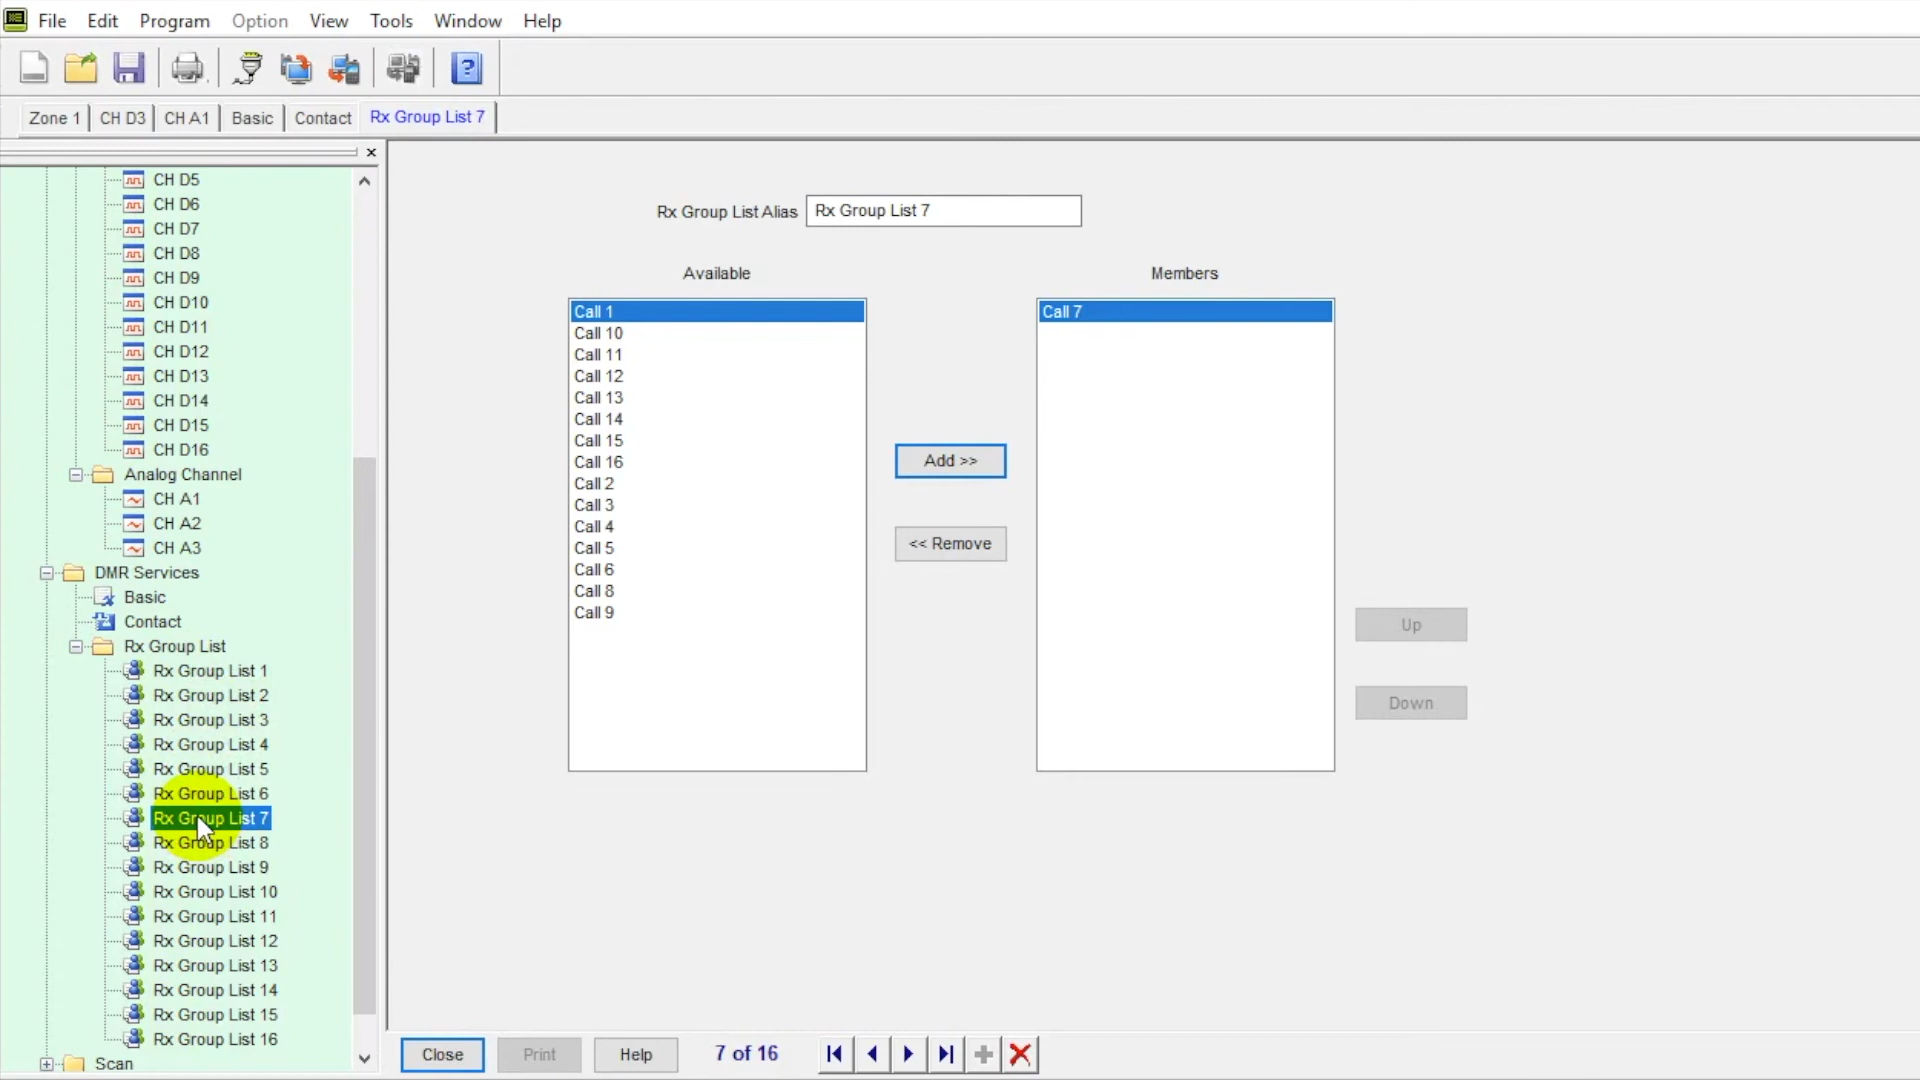 File Edit Program Option View Tools Window Help
Zone 1 CH D3 CH A1 Basic Contact Rx Group List 7
CH D5
CH D6
CH D7
CH D8
CH D9
CH D10
CH D11
CH D12
CH D13
CH D14
CH D15
CH D16
Analog Channel
CH A1
CH A2
CH A3
DMR Services
Basic
Contact
Rx Group List
Rx Group List 1
Rx Group List 2
Rx Group List 3
Rx Group List 4
Rx Group List 5
Rx Group List 6
Rx Group List 7
Rx Group List 8
Rx Group List 9
Rx Group List 10
Rx Group List 11
Rx Group List 12
Rx Group List 13
Rx Group List 14
Rx Group List 15
Rx Group List 16
Scan
Rx Group List Alias Rx Group List 7
Available
Call 1
Call 10
Call 11
Call 12
Call 13
Call 14
Call 15
Call 16
Call 2
Call 3
Call 4
Call 5
Call 6
Call 8
Call 9
Add >>
<< Remove
Members
Call 7
Up
Down
Close Print Help 7 of 16